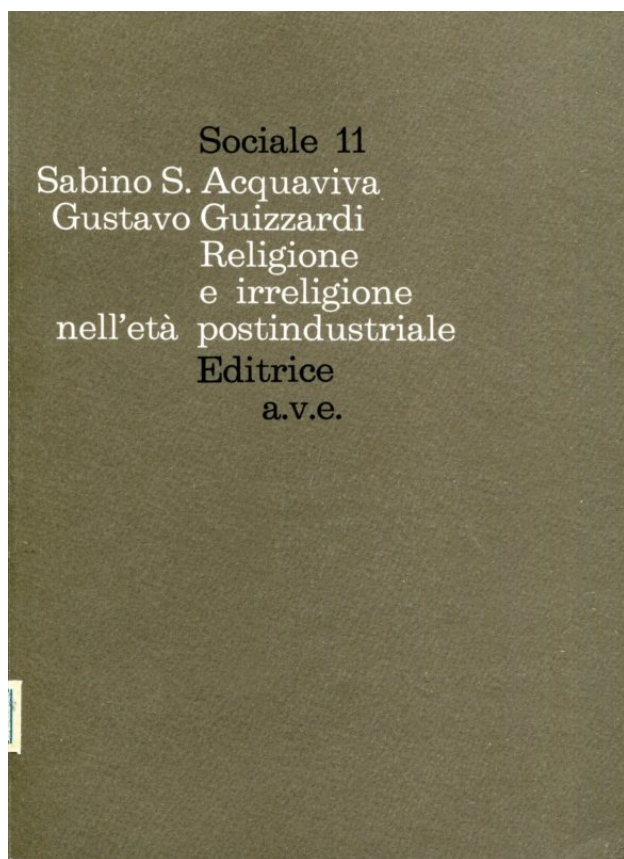 Sociale 11
Sabino S. Acquaviva
Gustavo Guizzardi
Religione
e irreligione
nell'età postindustriale
Editrice
a.v.e.